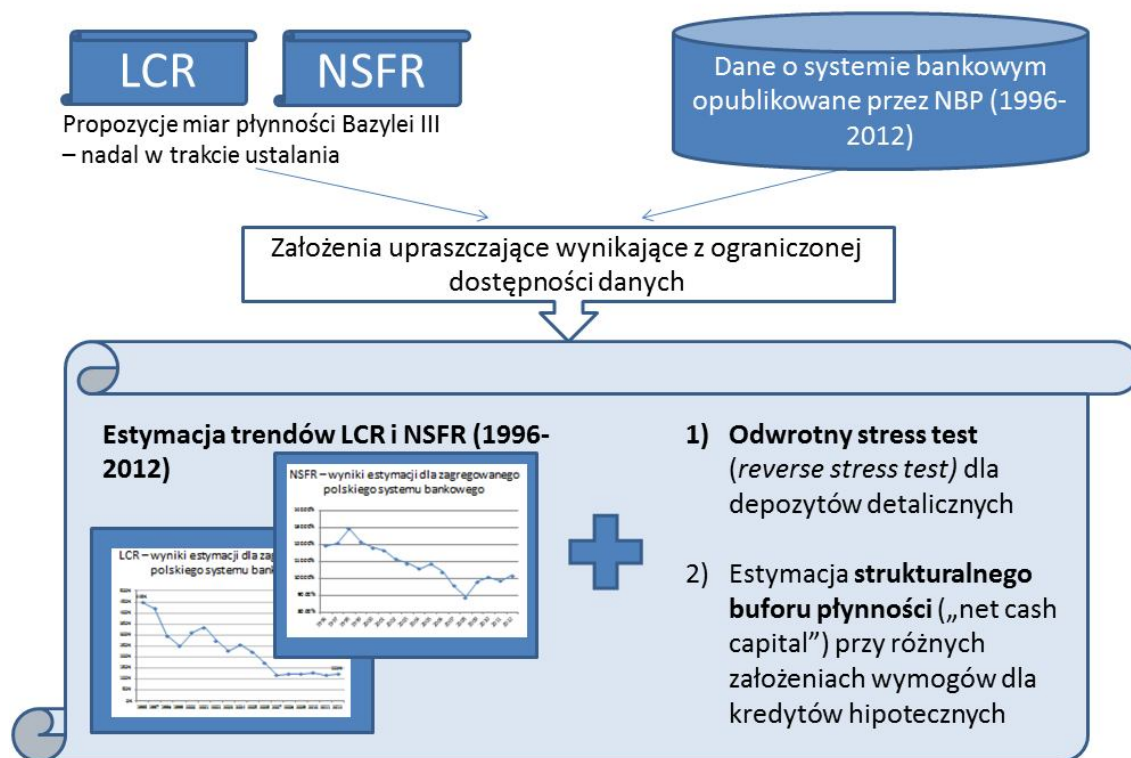 LCR
NSFR
Propozycje miar płynności Bazylei III
– nadal w trakcie ustalania
Dane o systemie bankowym
opublikowane przez NBP (1996-
2012)
Założenia upraszczające wynikające z ograniczonej
dostępności danych
Estymacja trendów LCR i NSFR (1996-
2012)
NSFR – wyniki estymacji dla zagregowanego
polskiego systemu bankowego
LCR – wyniki estymacji dla
polskiego systemu
1) Odwrotny stress test
(reverse stress test) dla
depozytów detalicznych
2) Estymacja strukturalnego
buforu płynności („net cash
capital”) przy różnych
założeniach wymogów dla
kredytów hipotecznych